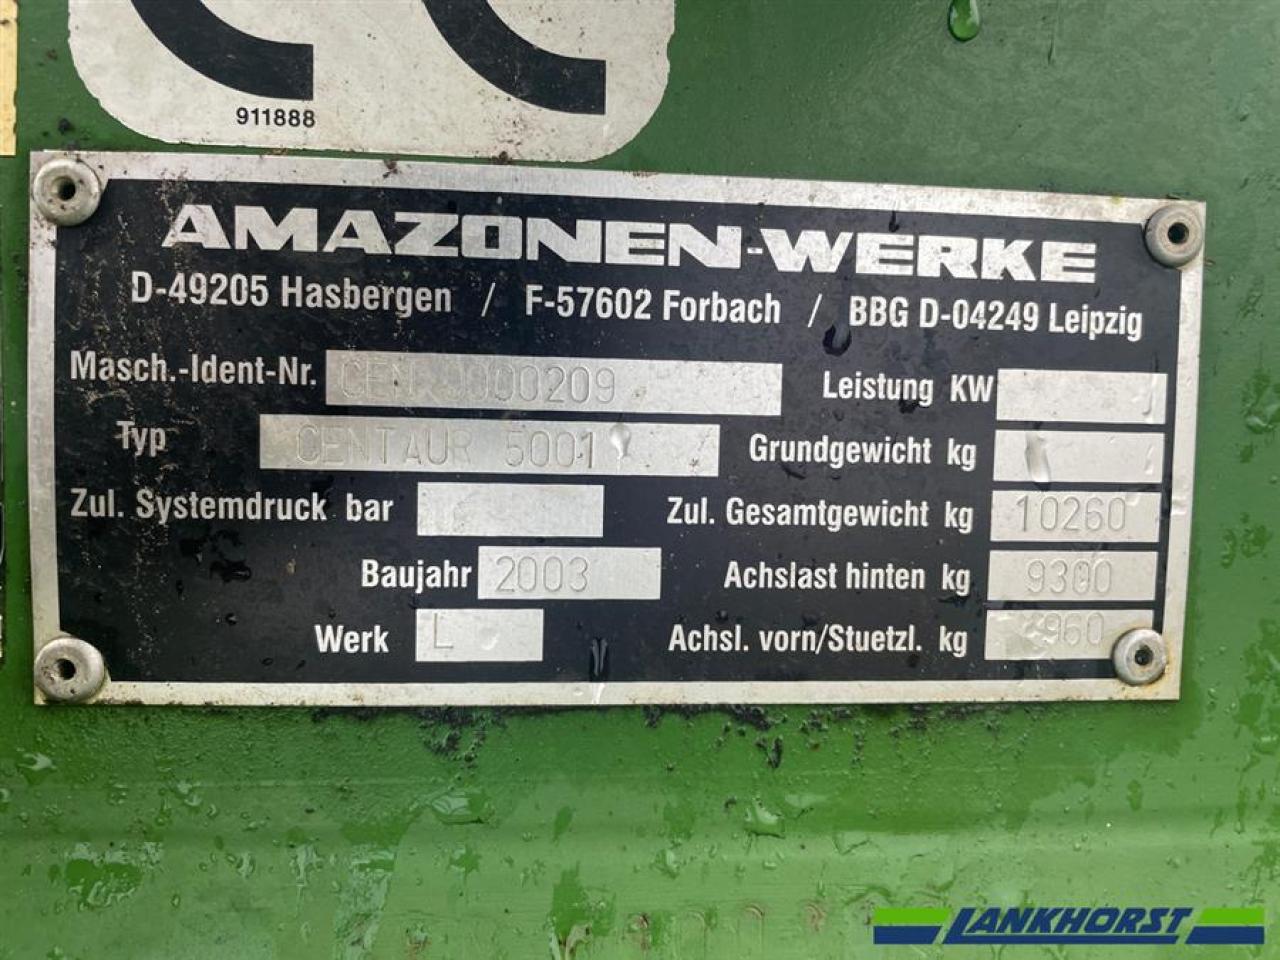 911888
AMAZONEN-WERKE
D-49205 Hasbergen / F-57602 Forbach / BBG D-04249 Leipzig
Masch.-Ident-Nr.
Leistung KW
Typ CENTAUR 5001
Grundgewicht kg
Zul. Systemdruck bar
Zul. Gesamtgewicht kg 10260
Baujahr 2003
Achslast hinten kg 9300
Werk L
Achsl. vorn/Stuetzl. kg 960
LANKHORST